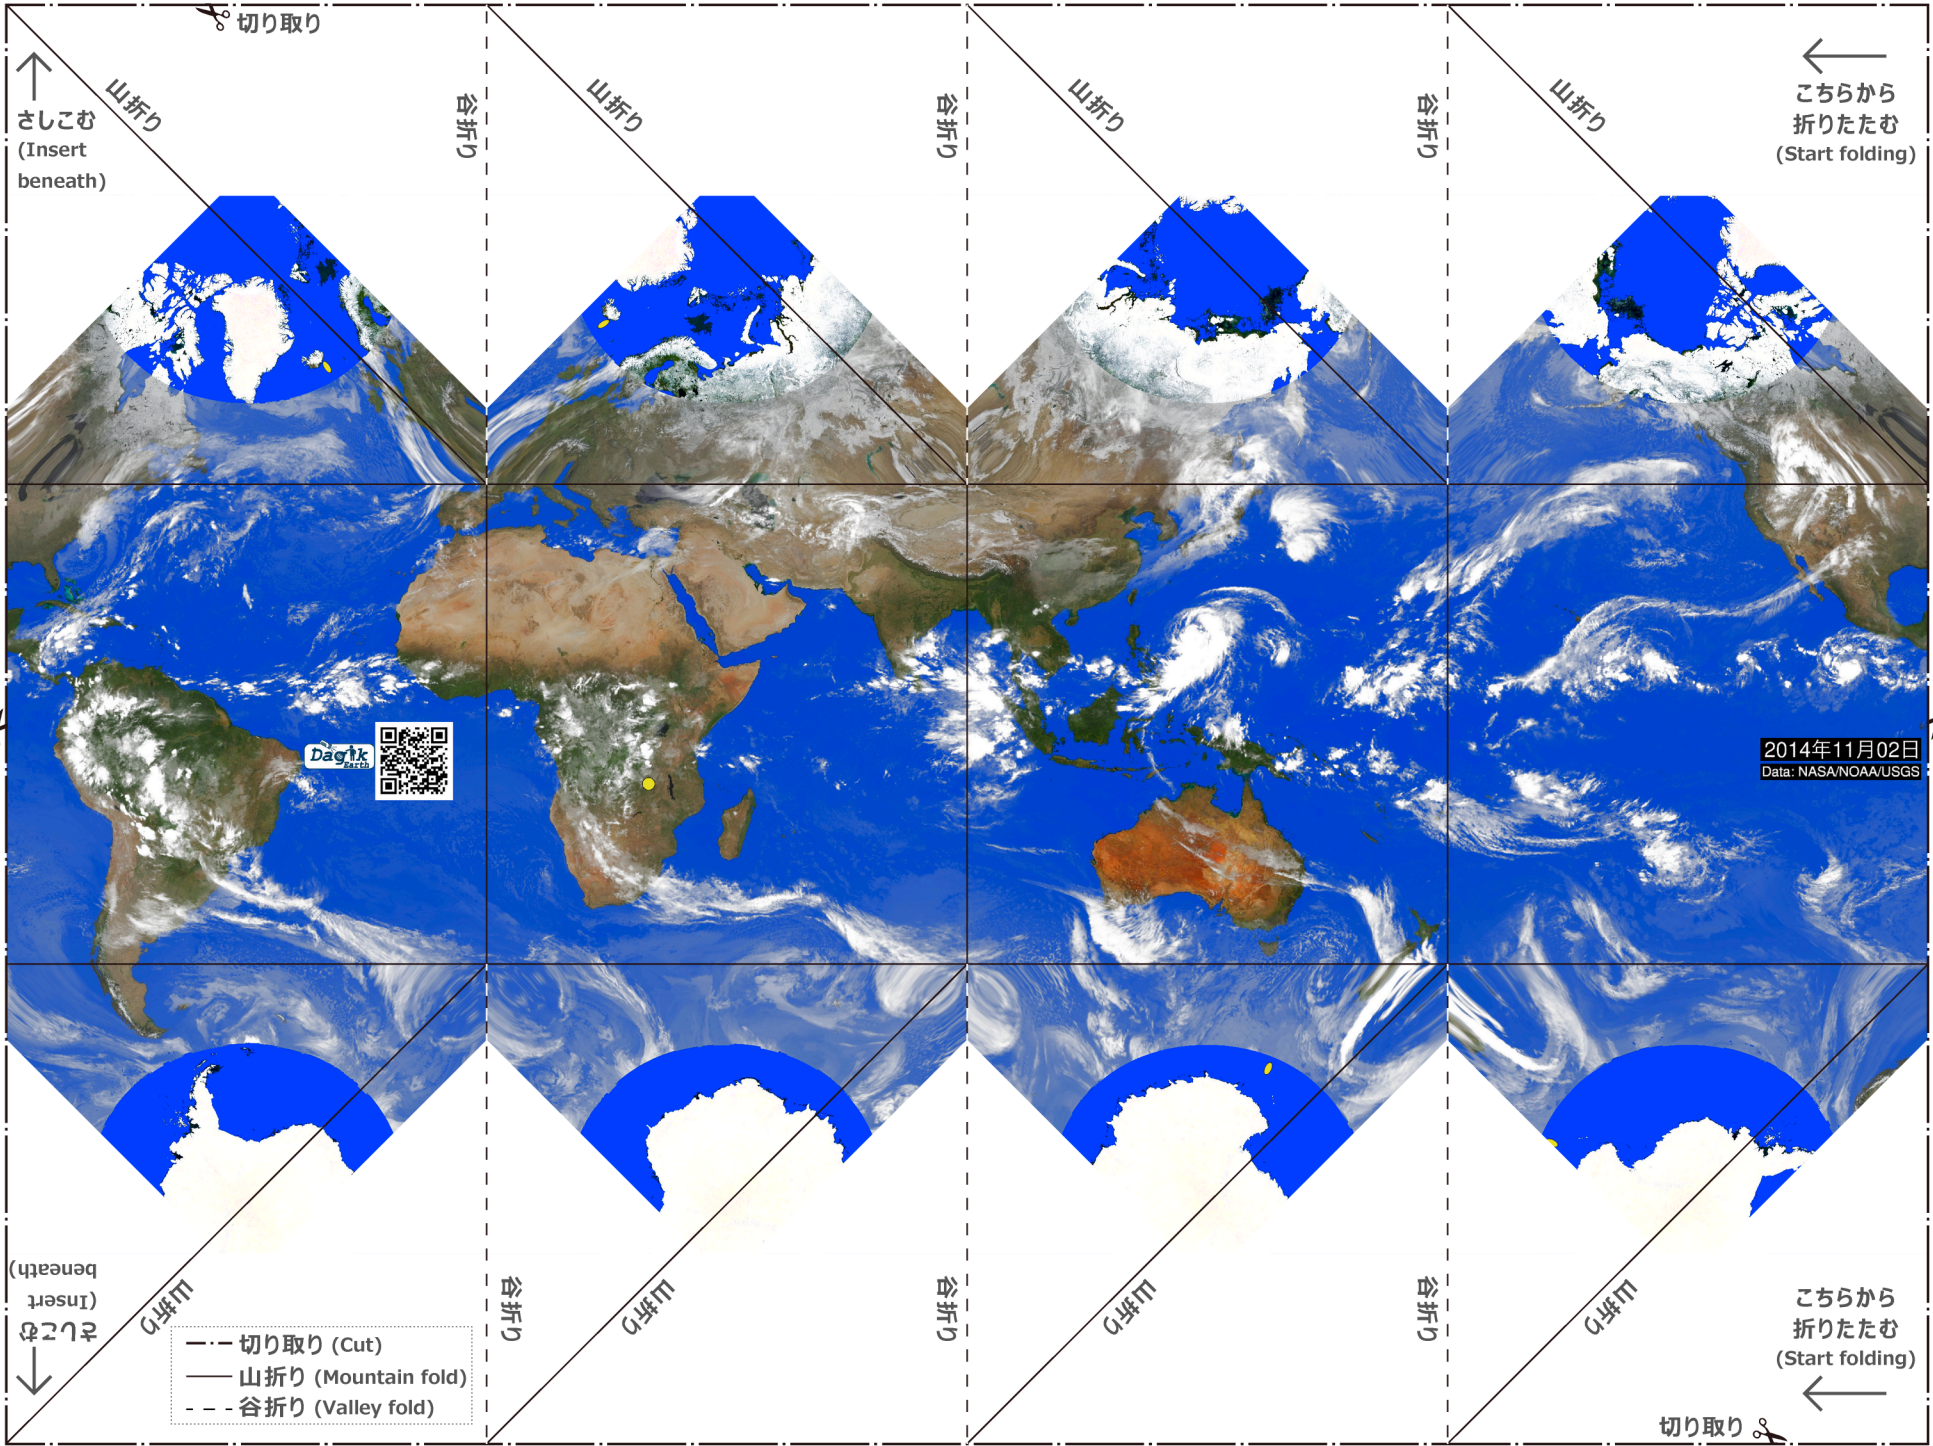 切り取り
さしこむ
(Insert
beneath)
山折り
谷折り
山折り
谷折り
山折り
谷折り
山折り
こちらから
折りたたむ
(Start folding)
Dagik
Earth
2014年11月02日
Data: NASA/NOAA/USGS
さしこむ
(Insert
beneath)
山折り
谷折り
山折り
谷折り
山折り
谷折り
山折り
こちらから
折りたたむ
(Start folding)
切り取り (Cut)
山折り (Mountain fold)
谷折り (Valley fold)
切り取り